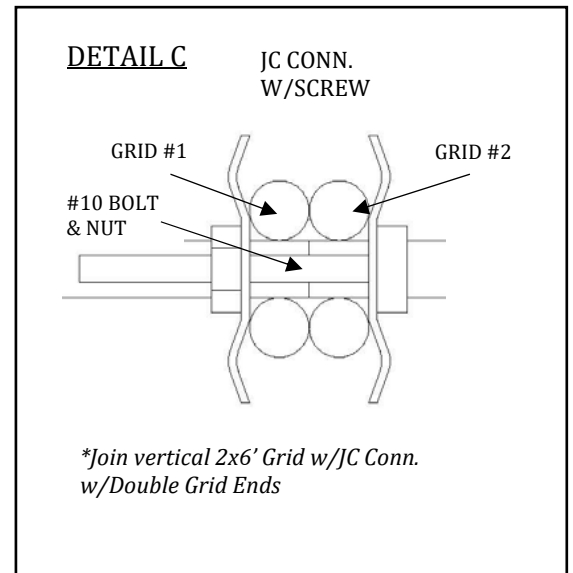 DETAIL C
JC CONN.
W/SCREW
GRID #1
GRID #2
#10 BOLT
& NUT
*Join vertical 2x6’ Grid w/JC Conn.
w/Double Grid Ends